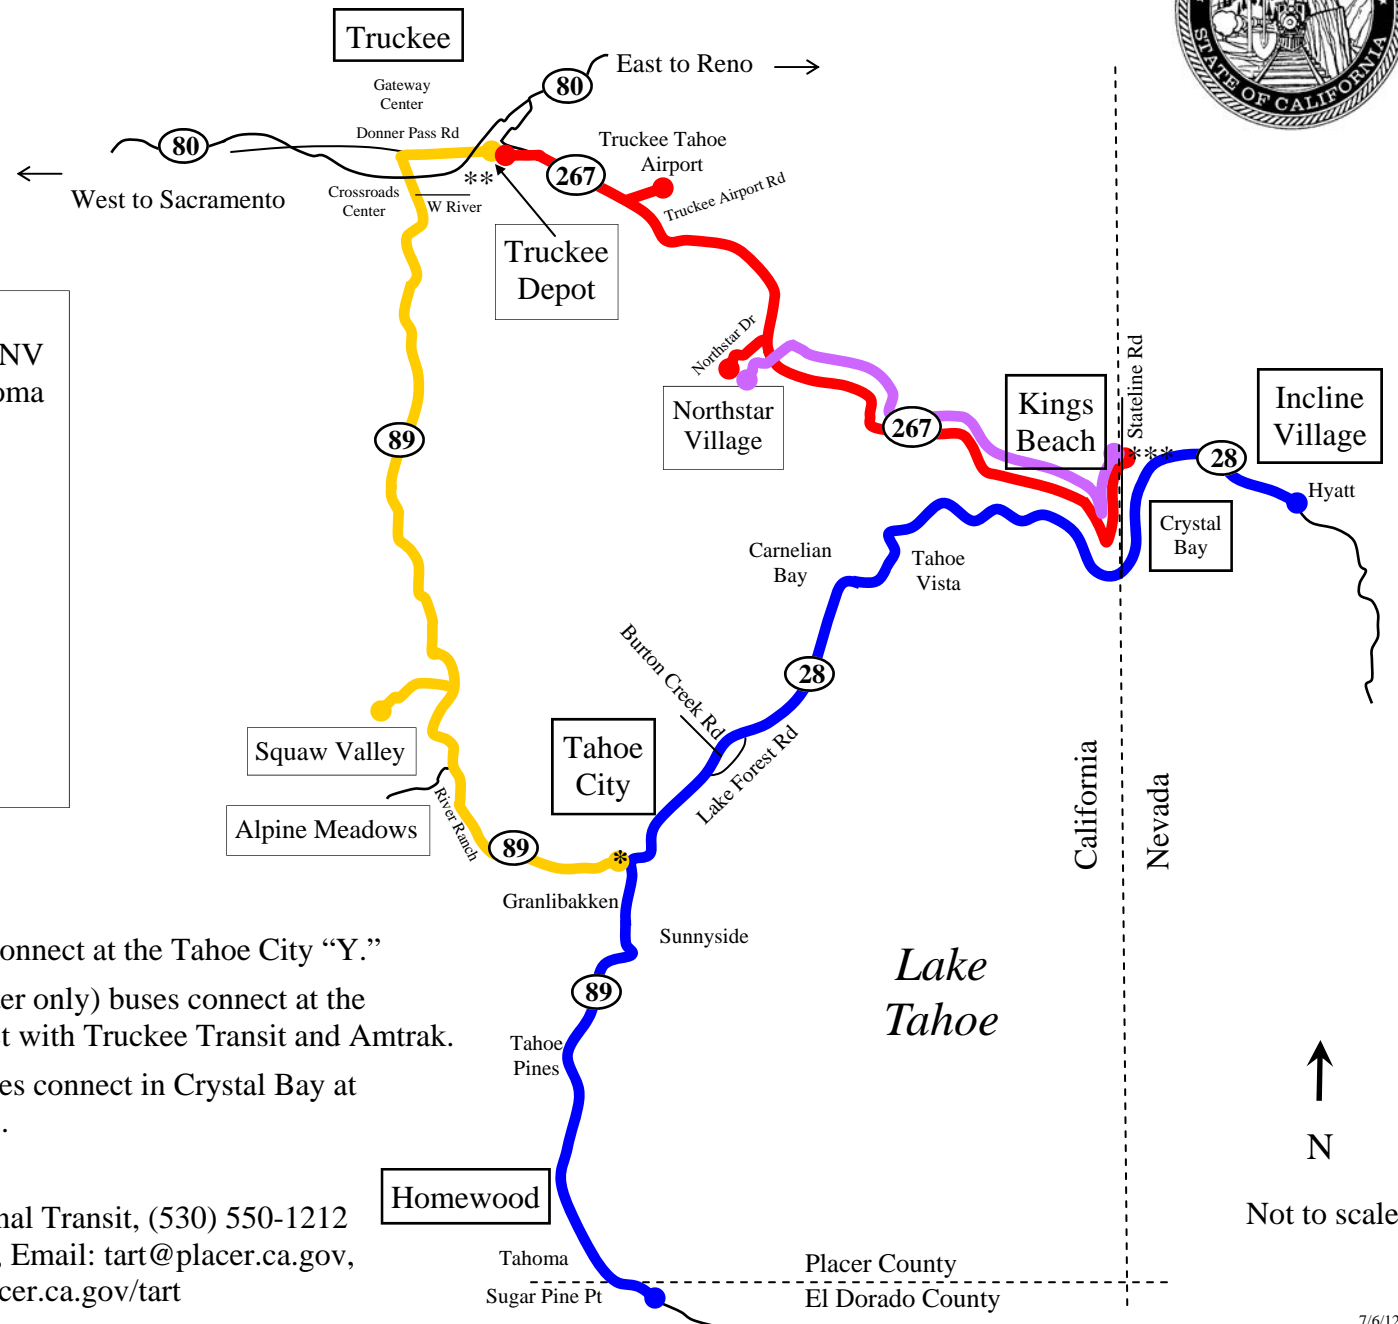 Truckee
Gateway
Center
Donner Pass Rd
80
80
East to Reno
STATE OF CALIFORNIA
West to Sacramento
Crossroads
Center
W River
**
267
Truckee Tahoe
Airport
Truckee Airport Rd
Truckee
Depot
NV
oma
89
Northstar Dr
Northstar
Village
267
Kings
Beach
Stateline Rd
***
28
Incline
Village
Hyatt
Crystal
Bay
Carnelian
Bay
Tahoe
Vista
Burton Creek Rd
28
Lake Forest Rd
Squaw Valley
Alpine Meadows
River Ranch
89
Tahoe
City
*
Granlibakken
Sunnyside
California
Nevada
Lake
Tahoe
onnect at the Tahoe City “Y.”
er only) buses connect at the
t with Truckee Transit and Amtrak.
es connect in Crystal Bay at
.
89
Tahoe
Pines
Homewood
nal Transit, (530) 550-1212
, Email: tart@placer.ca.gov,
cer.ca.gov/tart
Tahoma
Sugar Pine Pt
Placer County
El Dorado County
N
Not to scale
7/6/12